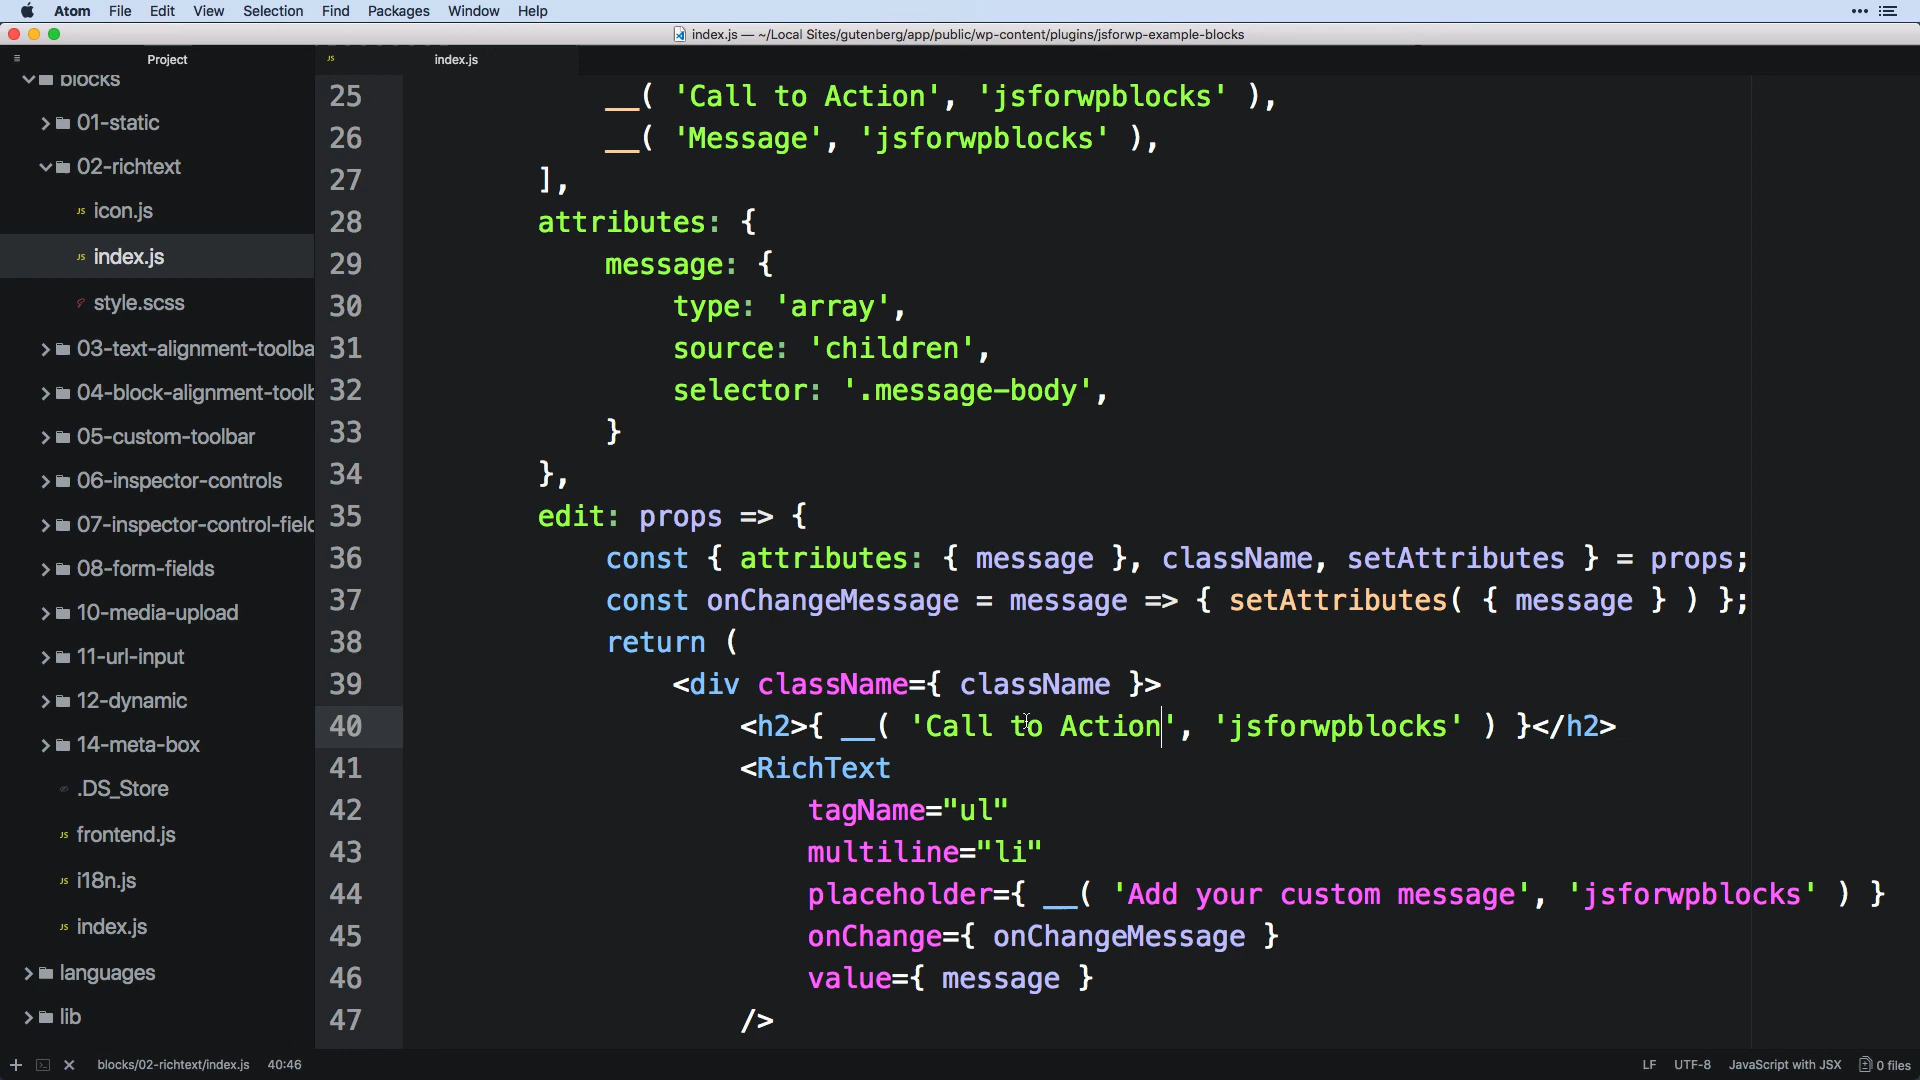 Atom File Edit View Selection Find Packages Window Help
index.js — ~/Local Sites/gutenberg/app/public/wp-content/plugins/jsforwp-example-blocks
Project
blocks
01-static
02-richtext
JS icon.js
JS index.js
style.scss
03-text-alignment-toolba
04-block-alignment-toolb
05-custom-toolbar
06-inspector-controls
07-inspector-control-field
08-form-fields
10-media-upload
11-url-input
12-dynamic
14-meta-box
.DS_Store
JS frontend.js
JS i18n.js
JS index.js
languages
lib
JS index.js
25 __( 'Call to Action', 'jsforwpblocks' ),
26 __( 'Message', 'jsforwpblocks' ),
27 ],
28 attributes: {
29 message: {
30 type: 'array',
31 source: 'children',
32 selector: '.message-body',
33 }
34 },
35 edit: props => {
36 const { attributes: { message }, className, setAttributes } = props;
37 const onChangeMessage = message => { setAttributes( { message } ) };
38 return (
39 <div className={ className }>
40 <h2>{ __( 'Call to Action', 'jsforwpblocks' ) }</h2>
41 <RichText
42 tagName="ul"
43 multiline="li"
44 placeholder={ __( 'Add your custom message', 'jsforwpblocks' ) }
45 onChange={ onChangeMessage }
46 value={ message }
47 />
blocks/02-richtext/index.js 40:46
LF UTF-8 JavaScript with JSX 0 files